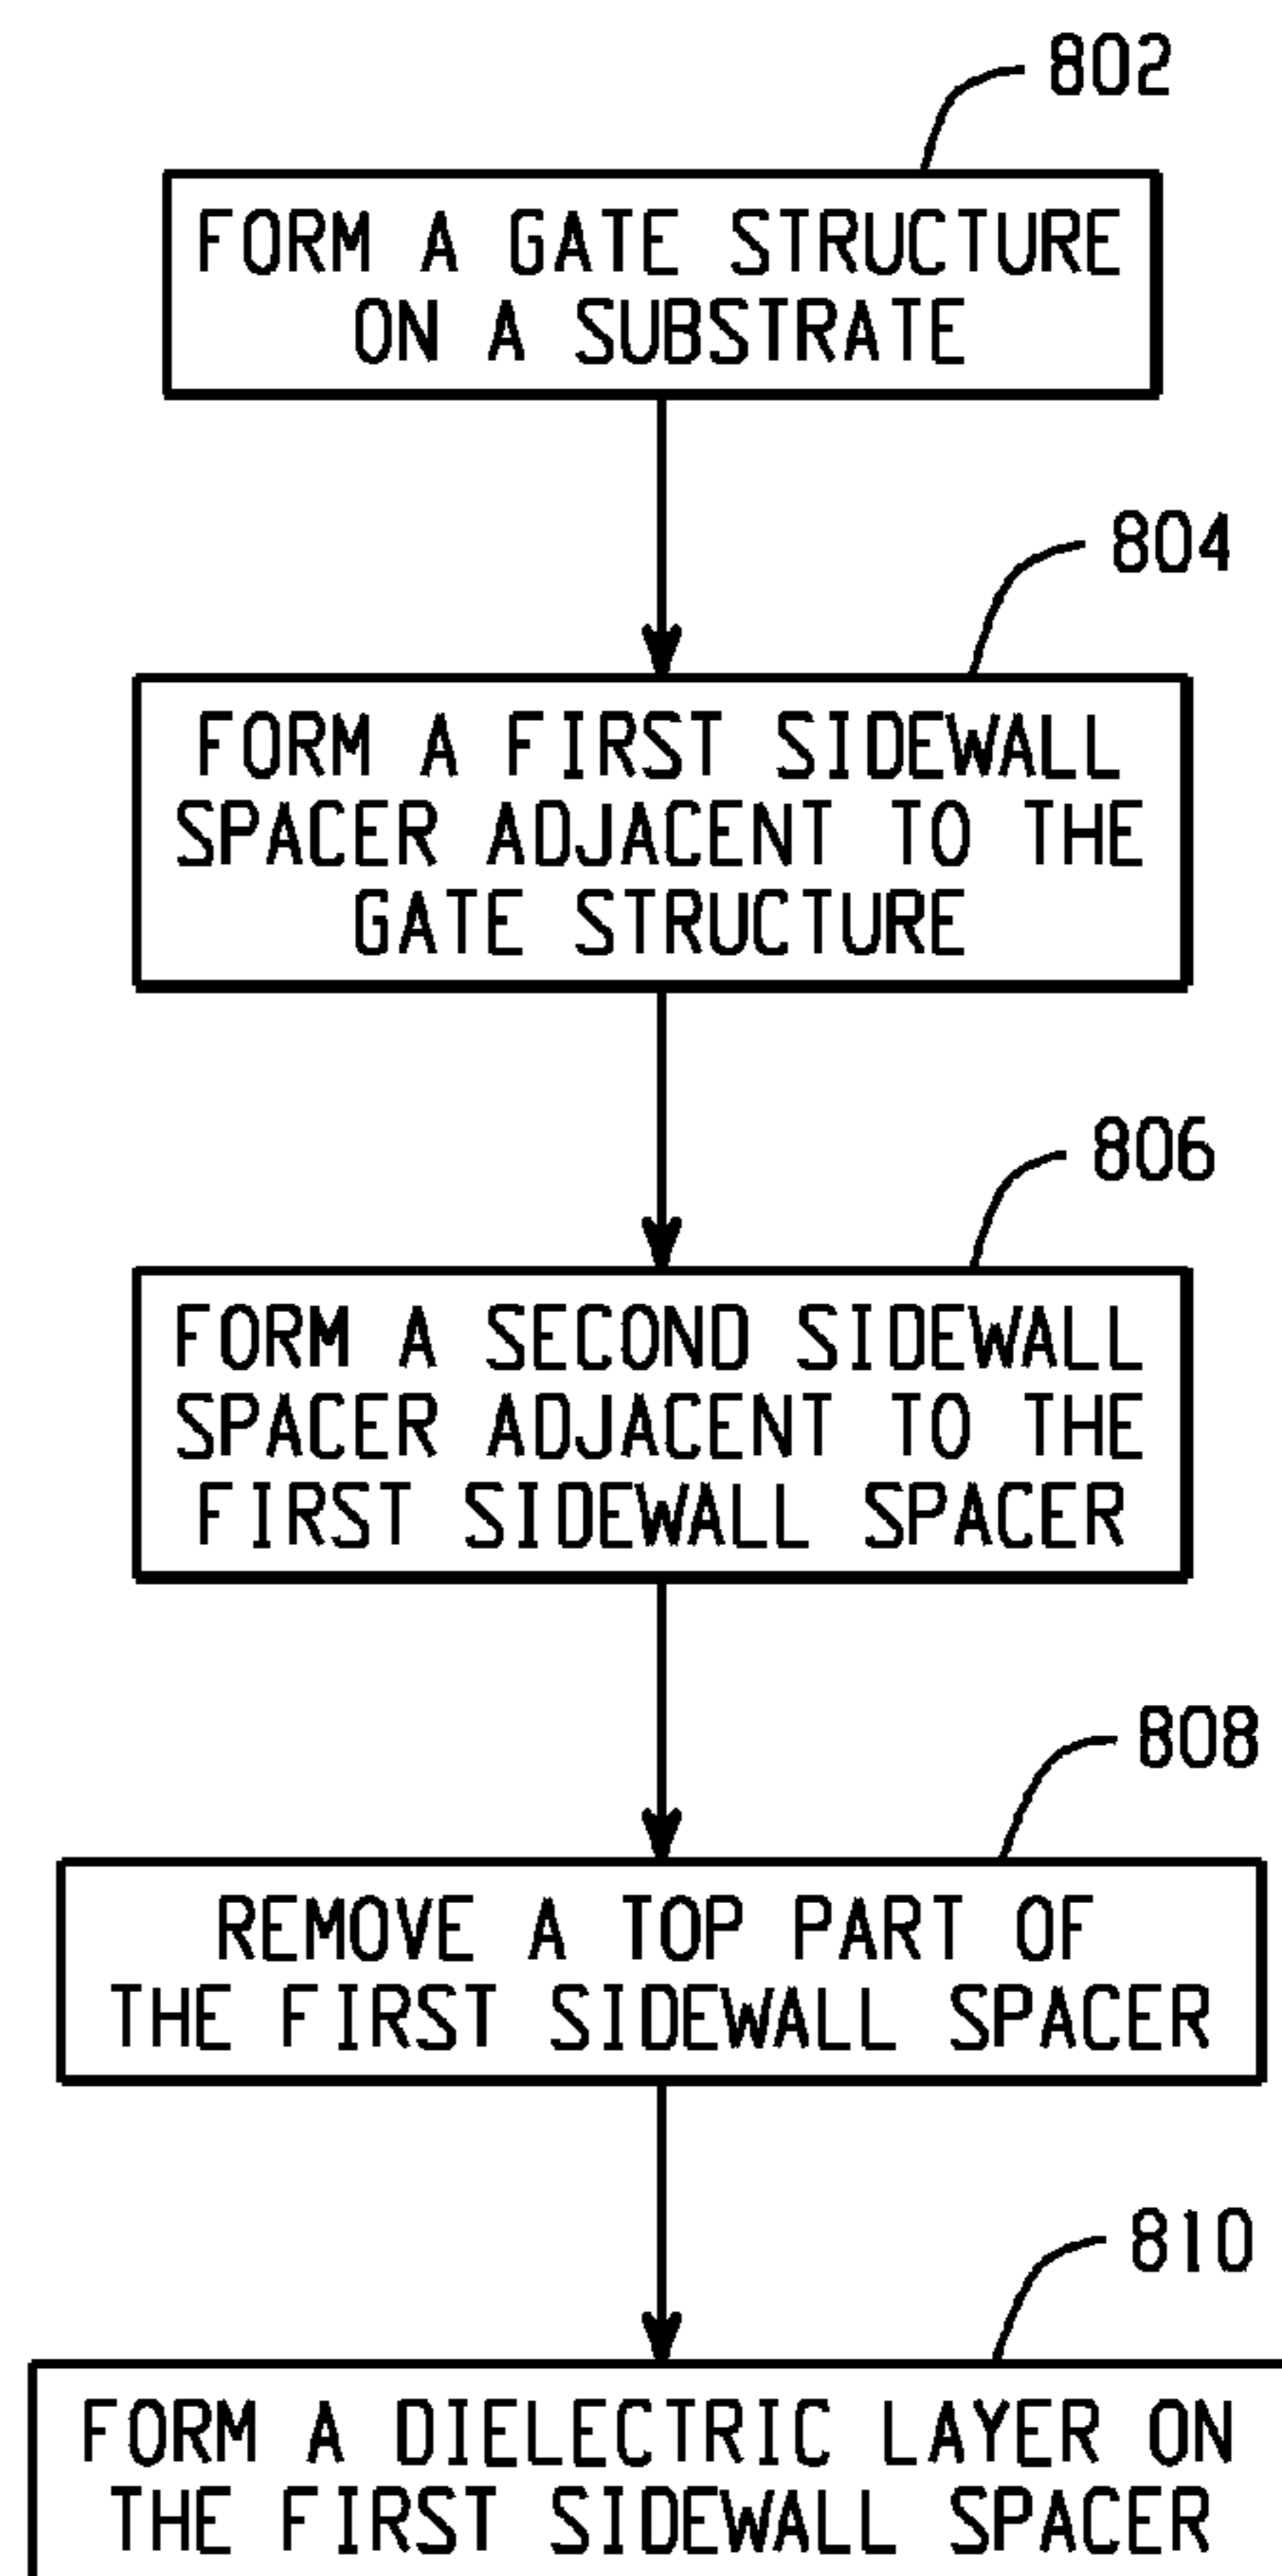 802
FORM A GATE STRUCTURE
ON A SUBSTRATE
804
FORM A FIRST SIDEWALL
SPACER ADJACENT TO THE
GATE STRUCTURE
806
FORM A SECOND SIDEWALL
SPACER ADJACENT TO THE
FIRST SIDEWALL SPACER
808
REMOVE A TOP PART OF
THE FIRST SIDEWALL SPACER
810
FORM A DIELECTRIC LAYER ON
THE FIRST SIDEWALL SPACER